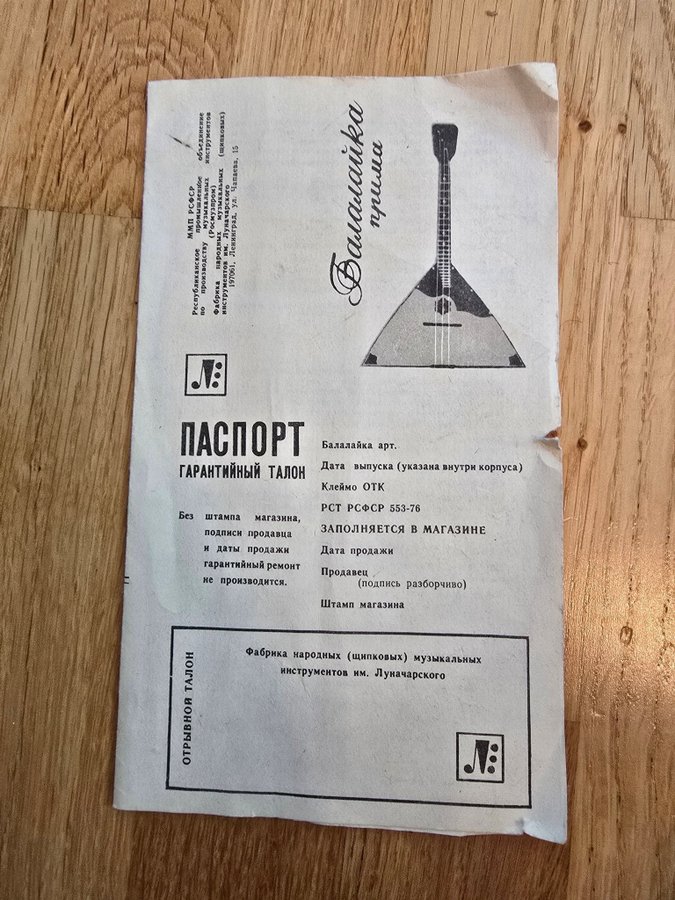 ММП РСФСР
Республиканское промышленное объединение
по производству музыкальных инструментов
(Росмузпром)
Фабрика народных музыкальных (щипковых)
инструментов им. Луначарского
197061, Ленинград, ул. Чапаева, 15
Балалайка
прима
ПАСПОРТ
ГАРАНТИЙНЫЙ ТАЛОН
Без штампа магазина,
подписи продавца
и даты продажи
гарантийный ремонт
не производится.
Балалайка арт.
Дата выпуска (указана внутри корпуса)
Клеймо ОТК
РСТ РСФСР 553-76
ЗАПОЛНЯЕТСЯ В МАГАЗИНЕ
Дата продажи
Продавец
(подпись разборчиво)
Штамп магазина
ОТРЫВНОЙ ТАЛОН
Фабрика народных (щипковых) музыкальных
инструментов им. Луначарского